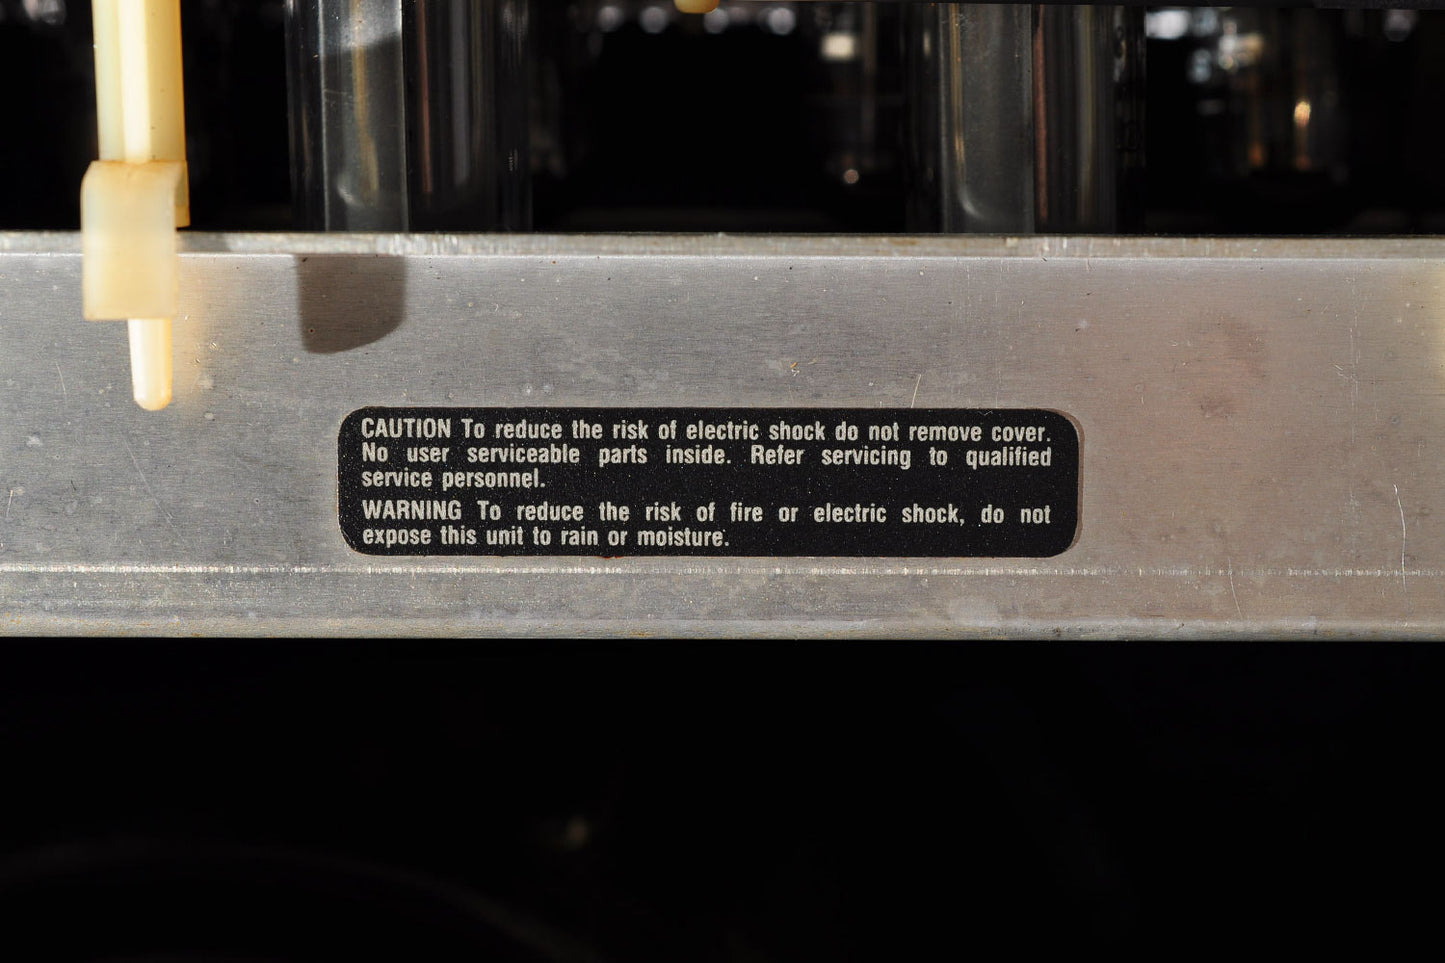 CAUTION To reduce the risk of electric shock do not remove cover.
No user serviceable parts inside. Refer servicing to qualified
service personnel.
WARNING To reduce the risk of fire or electric shock, do not
expose this unit to rain or moisture.